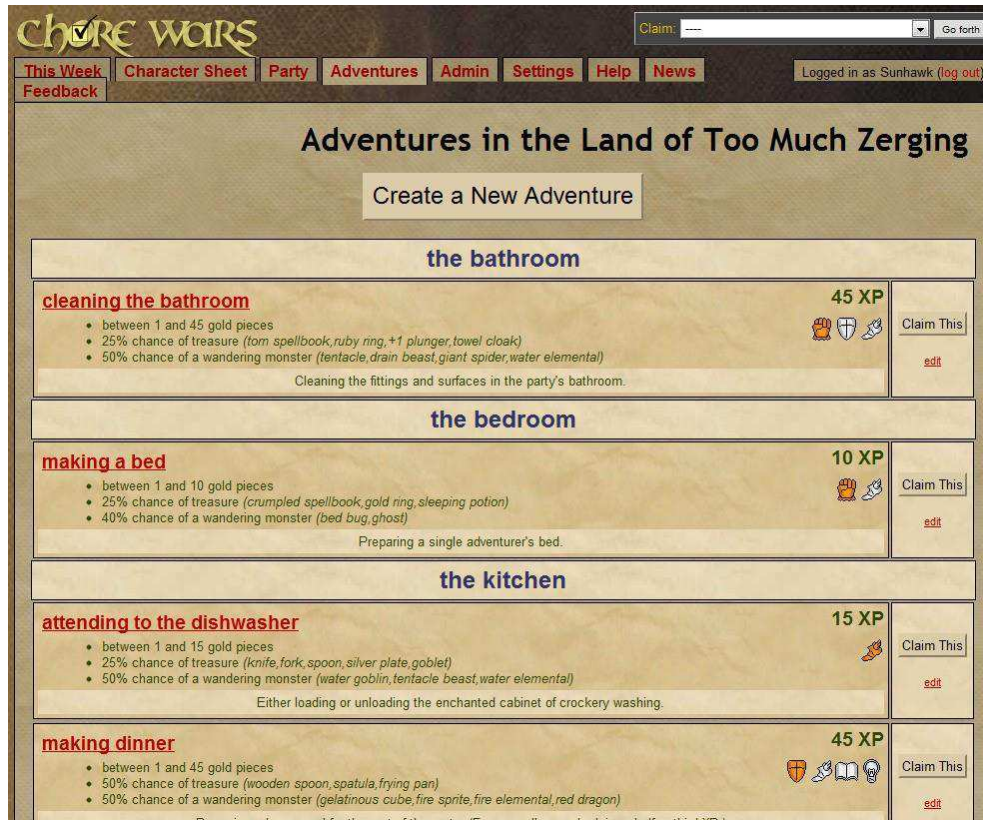 Chore Wars
Claim: ----
Go forth
This Week Character Sheet Party Adventures Admin Settings Help News
Logged in as Sunhawk (log out)
Feedback
Adventures in the Land of Too Much Zerging
Create a New Adventure
the bathroom
cleaning the bathroom
45 XP
• between 1 and 45 gold pieces
• 25% chance of treasure (torn spellbook,ruby ring,+1 plunger,towel cloak)
• 50% chance of a wandering monster (tentacle,drain beast,giant spider,water elemental)
Claim This
edit
Cleaning the fittings and surfaces in the party's bathroom.
the bedroom
making a bed
10 XP
• between 1 and 10 gold pieces
• 25% chance of treasure (crumpled spellbook,gold ring,sleeping potion)
• 40% chance of a wandering monster (bed bug,ghost)
Claim This
edit
Preparing a single adventurer's bed.
the kitchen
attending to the dishwasher
15 XP
• between 1 and 15 gold pieces
• 25% chance of treasure (knife,fork,spoon,silver plate,goblet)
• 50% chance of a wandering monster (water goblin,tentacle beast,water elemental)
Claim This
edit
Either loading or unloading the enchanted cabinet of crockery washing.
making dinner
45 XP
• between 1 and 45 gold pieces
• 50% chance of treasure (wooden spoon,spatula,frying pan)
• 50% chance of a wandering monster (gelatinous cube,fire sprite,fire elemental,red dragon)
Claim This
edit